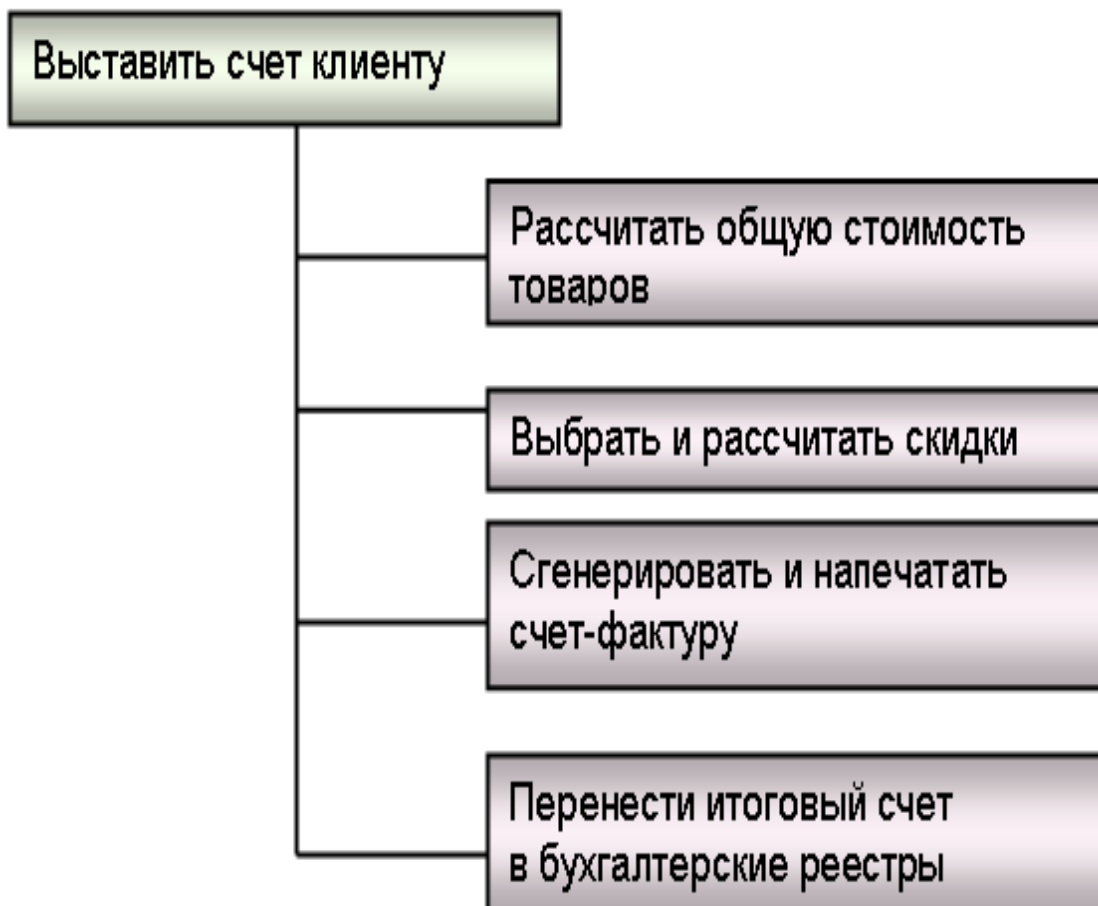 Выставить счет клиенту
Рассчитать общую стоимость
товаров
Выбрать и рассчитать скидки
Сгенерировать и напечатать
счет-фактуру
Перенести итоговый счет
в бухгалтерские реестры